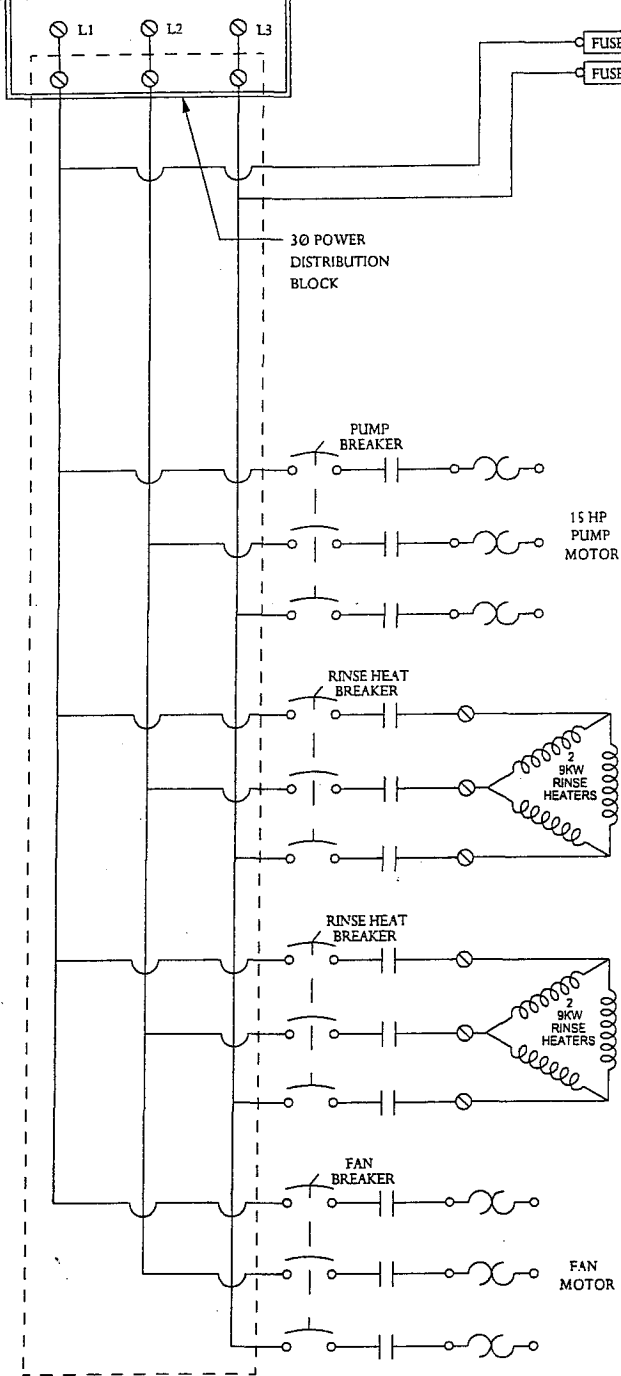 L1 L2 L3
FUSE
FUSE
3Ø POWER
DISTRIBUTION
BLOCK
PUMP
BREAKER
15 HP
PUMP
MOTOR
RINSE HEAT
BREAKER
2
9KW
RINSE
HEATERS
RINSE HEAT
BREAKER
2
9KW
RINSE
HEATERS
FAN
BREAKER
FAN
MOTOR